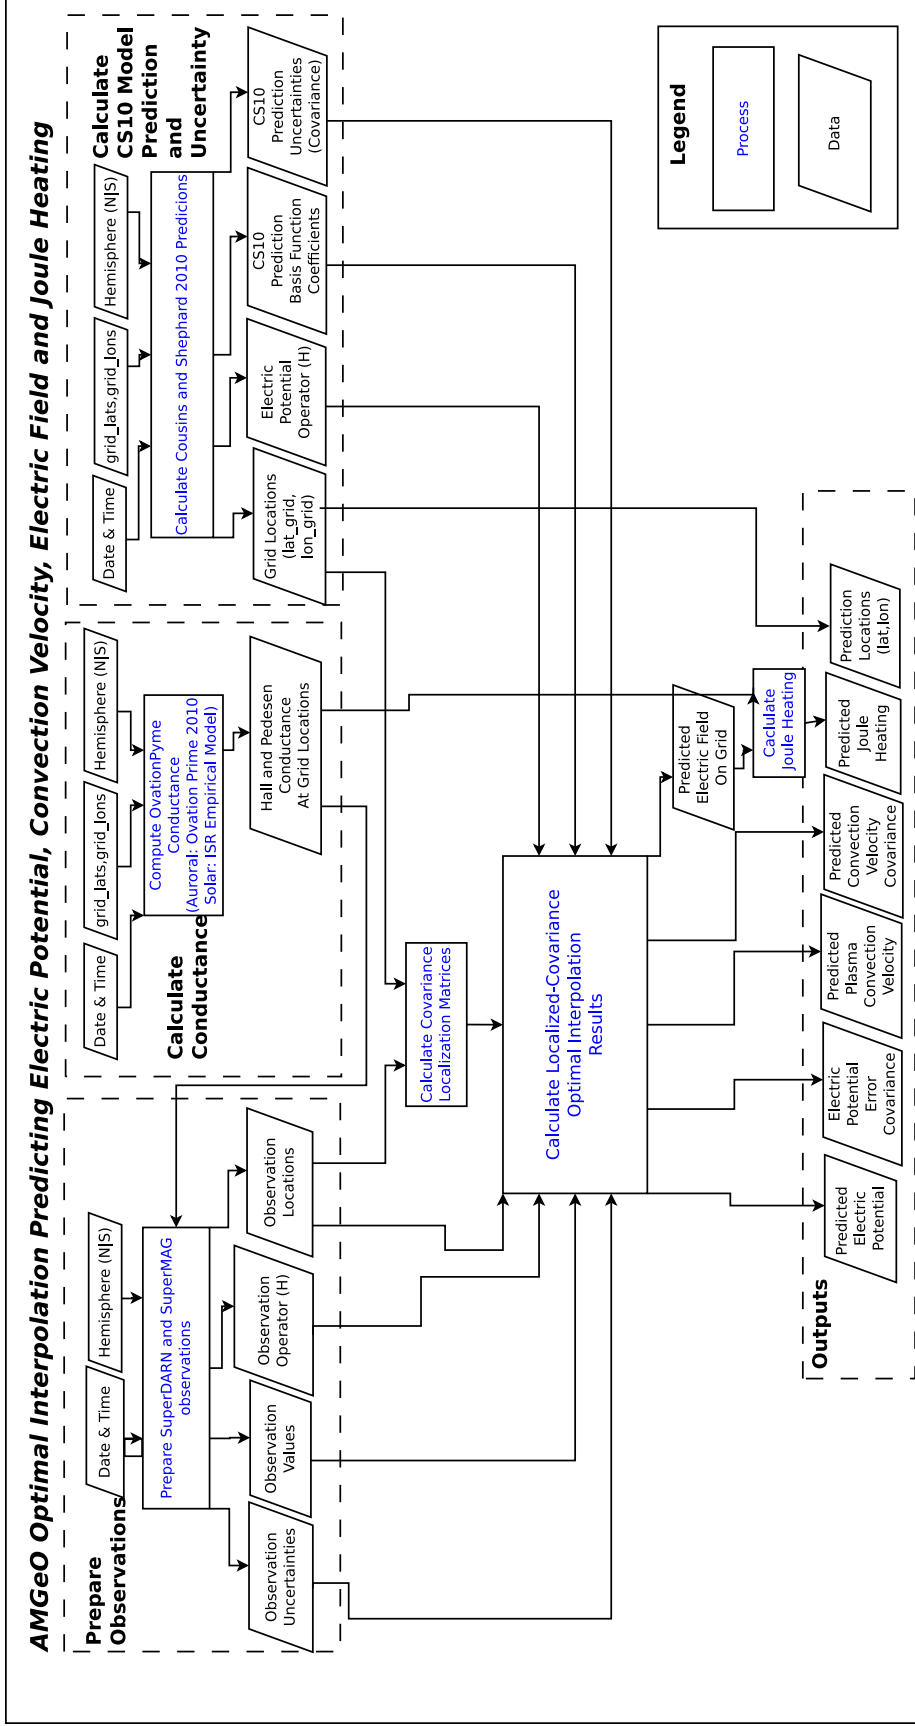 AMGeO Optimal Interpolation Predicting Electric Potential, Convection Velocity, Electric Field and Joule Heating
Prepare
Observations
Date & Time
Hemisphere (N|S)
Prepare SuperDARN and SuperMAG
observations
Observation
Uncertainties
Observation
Values
Observation
Operator (H)
Observation
Locations
Calculate
Conductance
Date & Time
grid_lats,grid_lons
Hemisphere (N|S)
Compute OvationPyme
Conductance
(Auroral: Ovation Prime 2010
Solar: ISR Empirical Model)
Hall and Pedesen
Conductance
At Grid Locations
Calculate
CS10 Model
Prediction
and
Uncertainty
Date & Time
grid_lats,grid_lons
Hemisphere (N|S)
Calculate Cousins and Shephard 2010 Predicions
Grid Locations
(lat_grid,
lon_grid)
Electric
Potential
Operator (H)
CS10
Prediction
Basis Function
Coefficients
CS10
Prediction
Uncertainties
(Covariance)
Calculate Covariance
Localization Matrices
Calculate Localized-Covariance
Optimal Interpolation
Results
Predicted
Electric Field
On Grid
Caclulate
Joule Heating
Outputs
Predicted
Electric
Potential
Electric
Potential
Error
Covariance
Predicted
Plasma
Convection
Velocity
Predicted
Convection
Velocity
Covariance
Predicted
Joule
Heating
Prediction
Locations
(lat,lon)
Legend
Process
Data